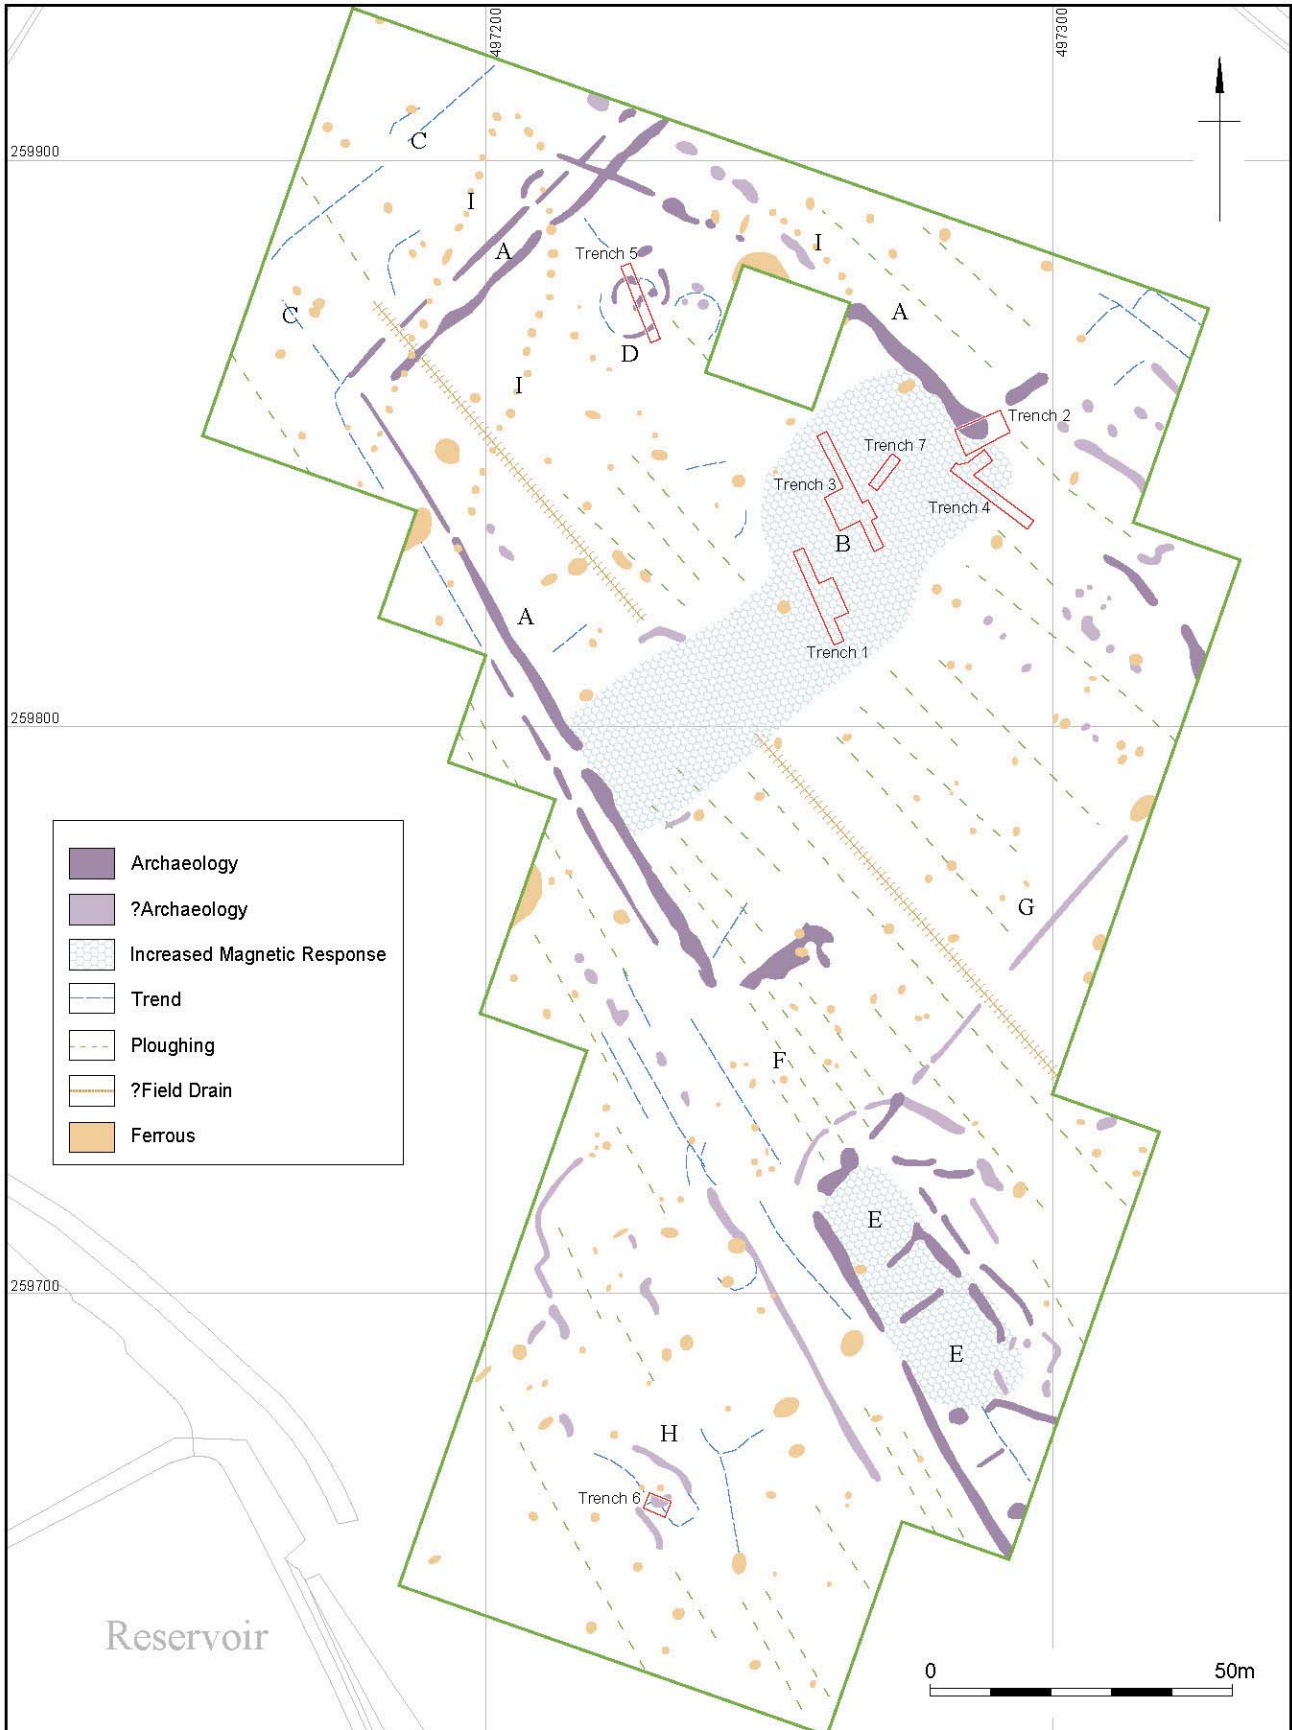 497200
497300
C
259900
I
A
I
Trench 5
C
A
D
I
Trench 2
Trench 7
Trench 3
Trench 4
B
A
Trench 1
259800
Archaeology
?Archaeology
Increased Magnetic Response
Trend
Ploughing
?Field Drain
Ferrous
G
F
E
259700
E
H
Trench 6
Reservoir
0 50m